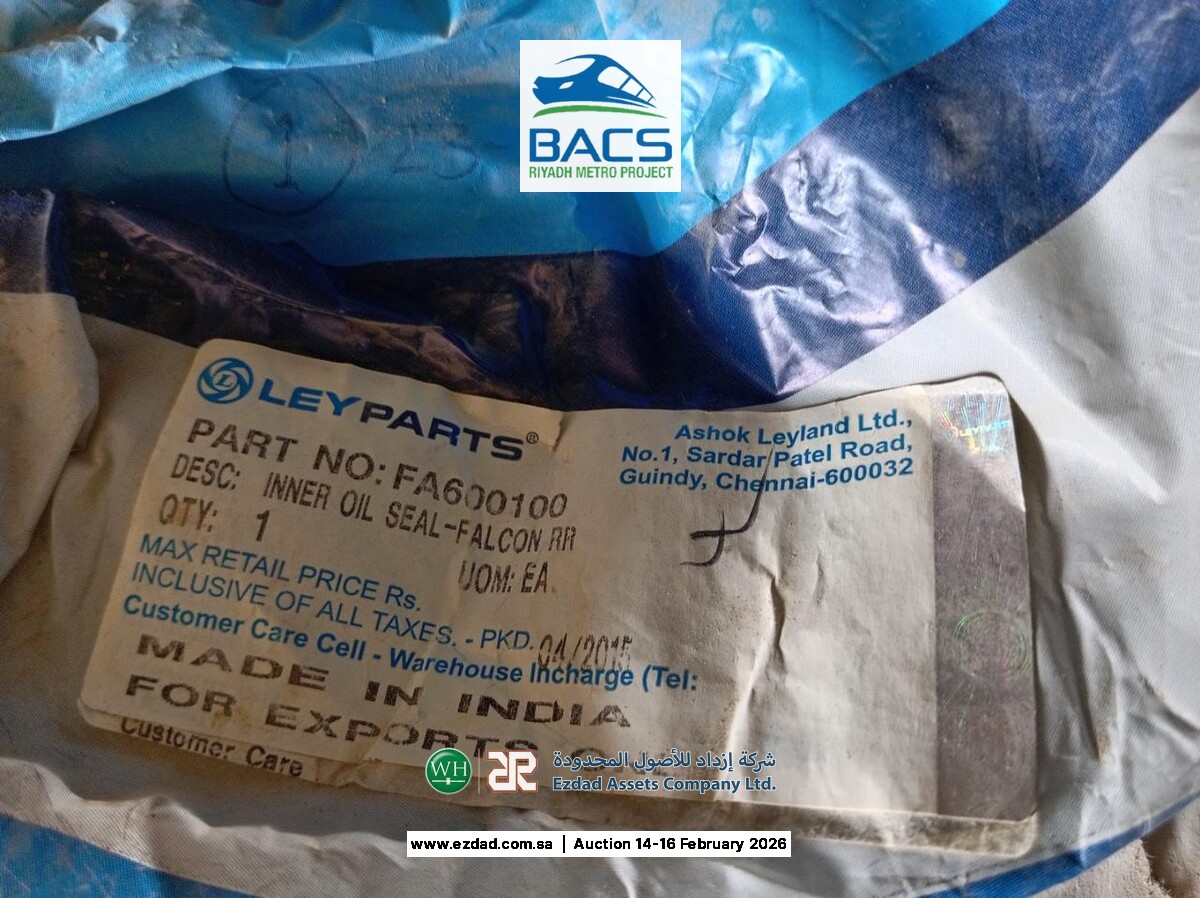 1 25
BACS
RIYADH METRO PROJECT
LEYPARTS®
PART NO: FA600100
DESC: INNER OIL SEAL-FALCON RR
QTY: 1
UOM: EA
MAX RETAIL PRICE Rs.
INCLUSIVE OF ALL TAXES. - PKD. 04/2015
Customer Care Cell - Warehouse Incharge (Tel:
MADE IN INDIA
FOR EXPORTS
Customer Care
Ashok Leyland Ltd.,
No.1, Sardar Patel Road,
Guindy, Chennai-600032
LEYPARTS
WH
شركة إزداد للأصول المحدودة
Ezdad Assets Company Ltd.
www.ezdad.com.sa | Auction 14-16 February 2026